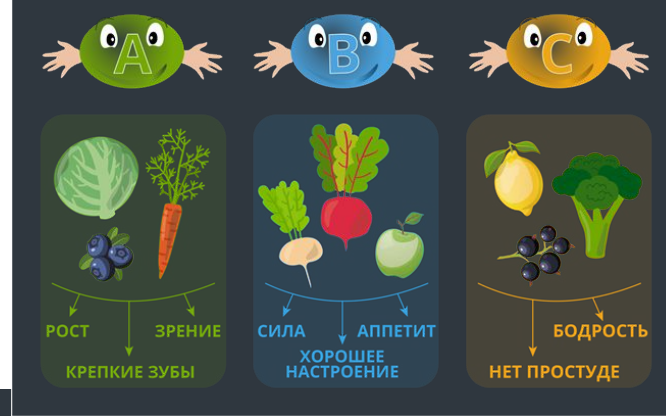 A
B
C
РОСТ
ЗРЕНИЕ
КРЕПКИЕ ЗУБЫ
СИЛА
АППЕТИТ
ХОРОШЕЕ
НАСТРОЕНИЕ
БОДРОСТЬ
НЕТ ПРОСТУДЕ